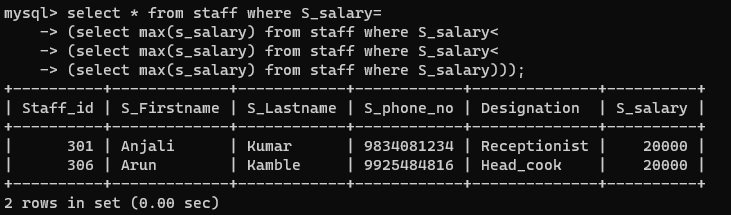 mysql> select * from staff where S_salary=
    -> (select max(s_salary) from staff where S_salary<
    -> (select max(s_salary) from staff where S_salary<
    -> (select max(s_salary) from staff where S_salary)));
+----------+-------------+------------+------------+--------------+----------+
| Staff_id | S_Firstname | S_Lastname | S_phone_no | Designation  | S_salary |
+----------+-------------+------------+------------+--------------+----------+
|      301 | Anjali      | Kumar      | 9834081234 | Receptionist |    20000 |
|      306 | Arun        | Kamble     | 9925484816 | Head_cook    |    20000 |
+----------+-------------+------------+------------+--------------+----------+
2 rows in set (0.00 sec)